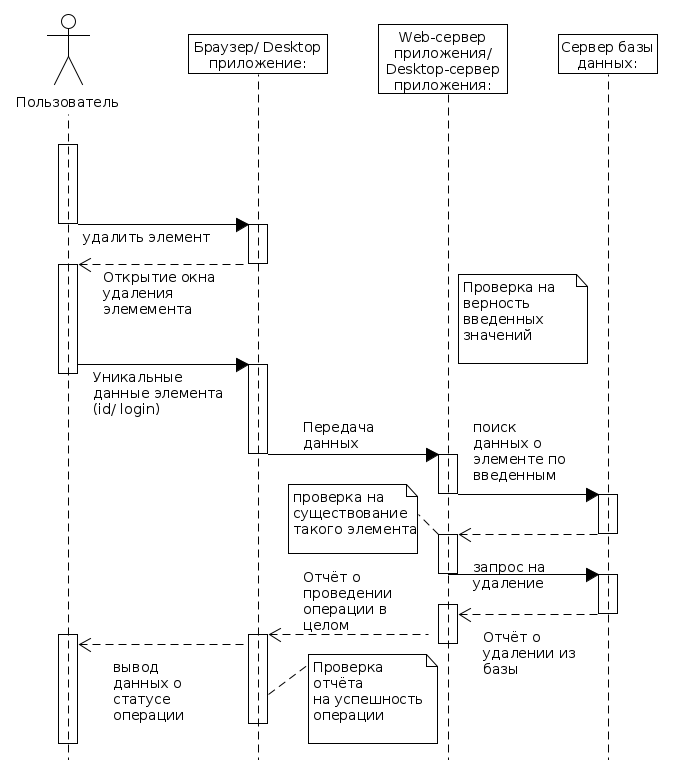 Пользователь
Браузер/ Desktop
приложение:
Web-сервер
приложения/
Desktop-сервер
приложения:
Сервер базы
данных:
удалить элемент
Открытие окна
удаления
элемемента
Проверка на
верность
введенных
значений
Уникальные
данные элемента
(id/ login)
Передача
данных
поиск
данных о
элементе по
введенным
проверка на
существование
такого элемента
запрос на
удаление
Отчёт о
проведении
операции в
целом
Отчёт о
удалении из
базы
вывод
данных о
статусе
операции
Проверка
отчёта
на успешность
операции